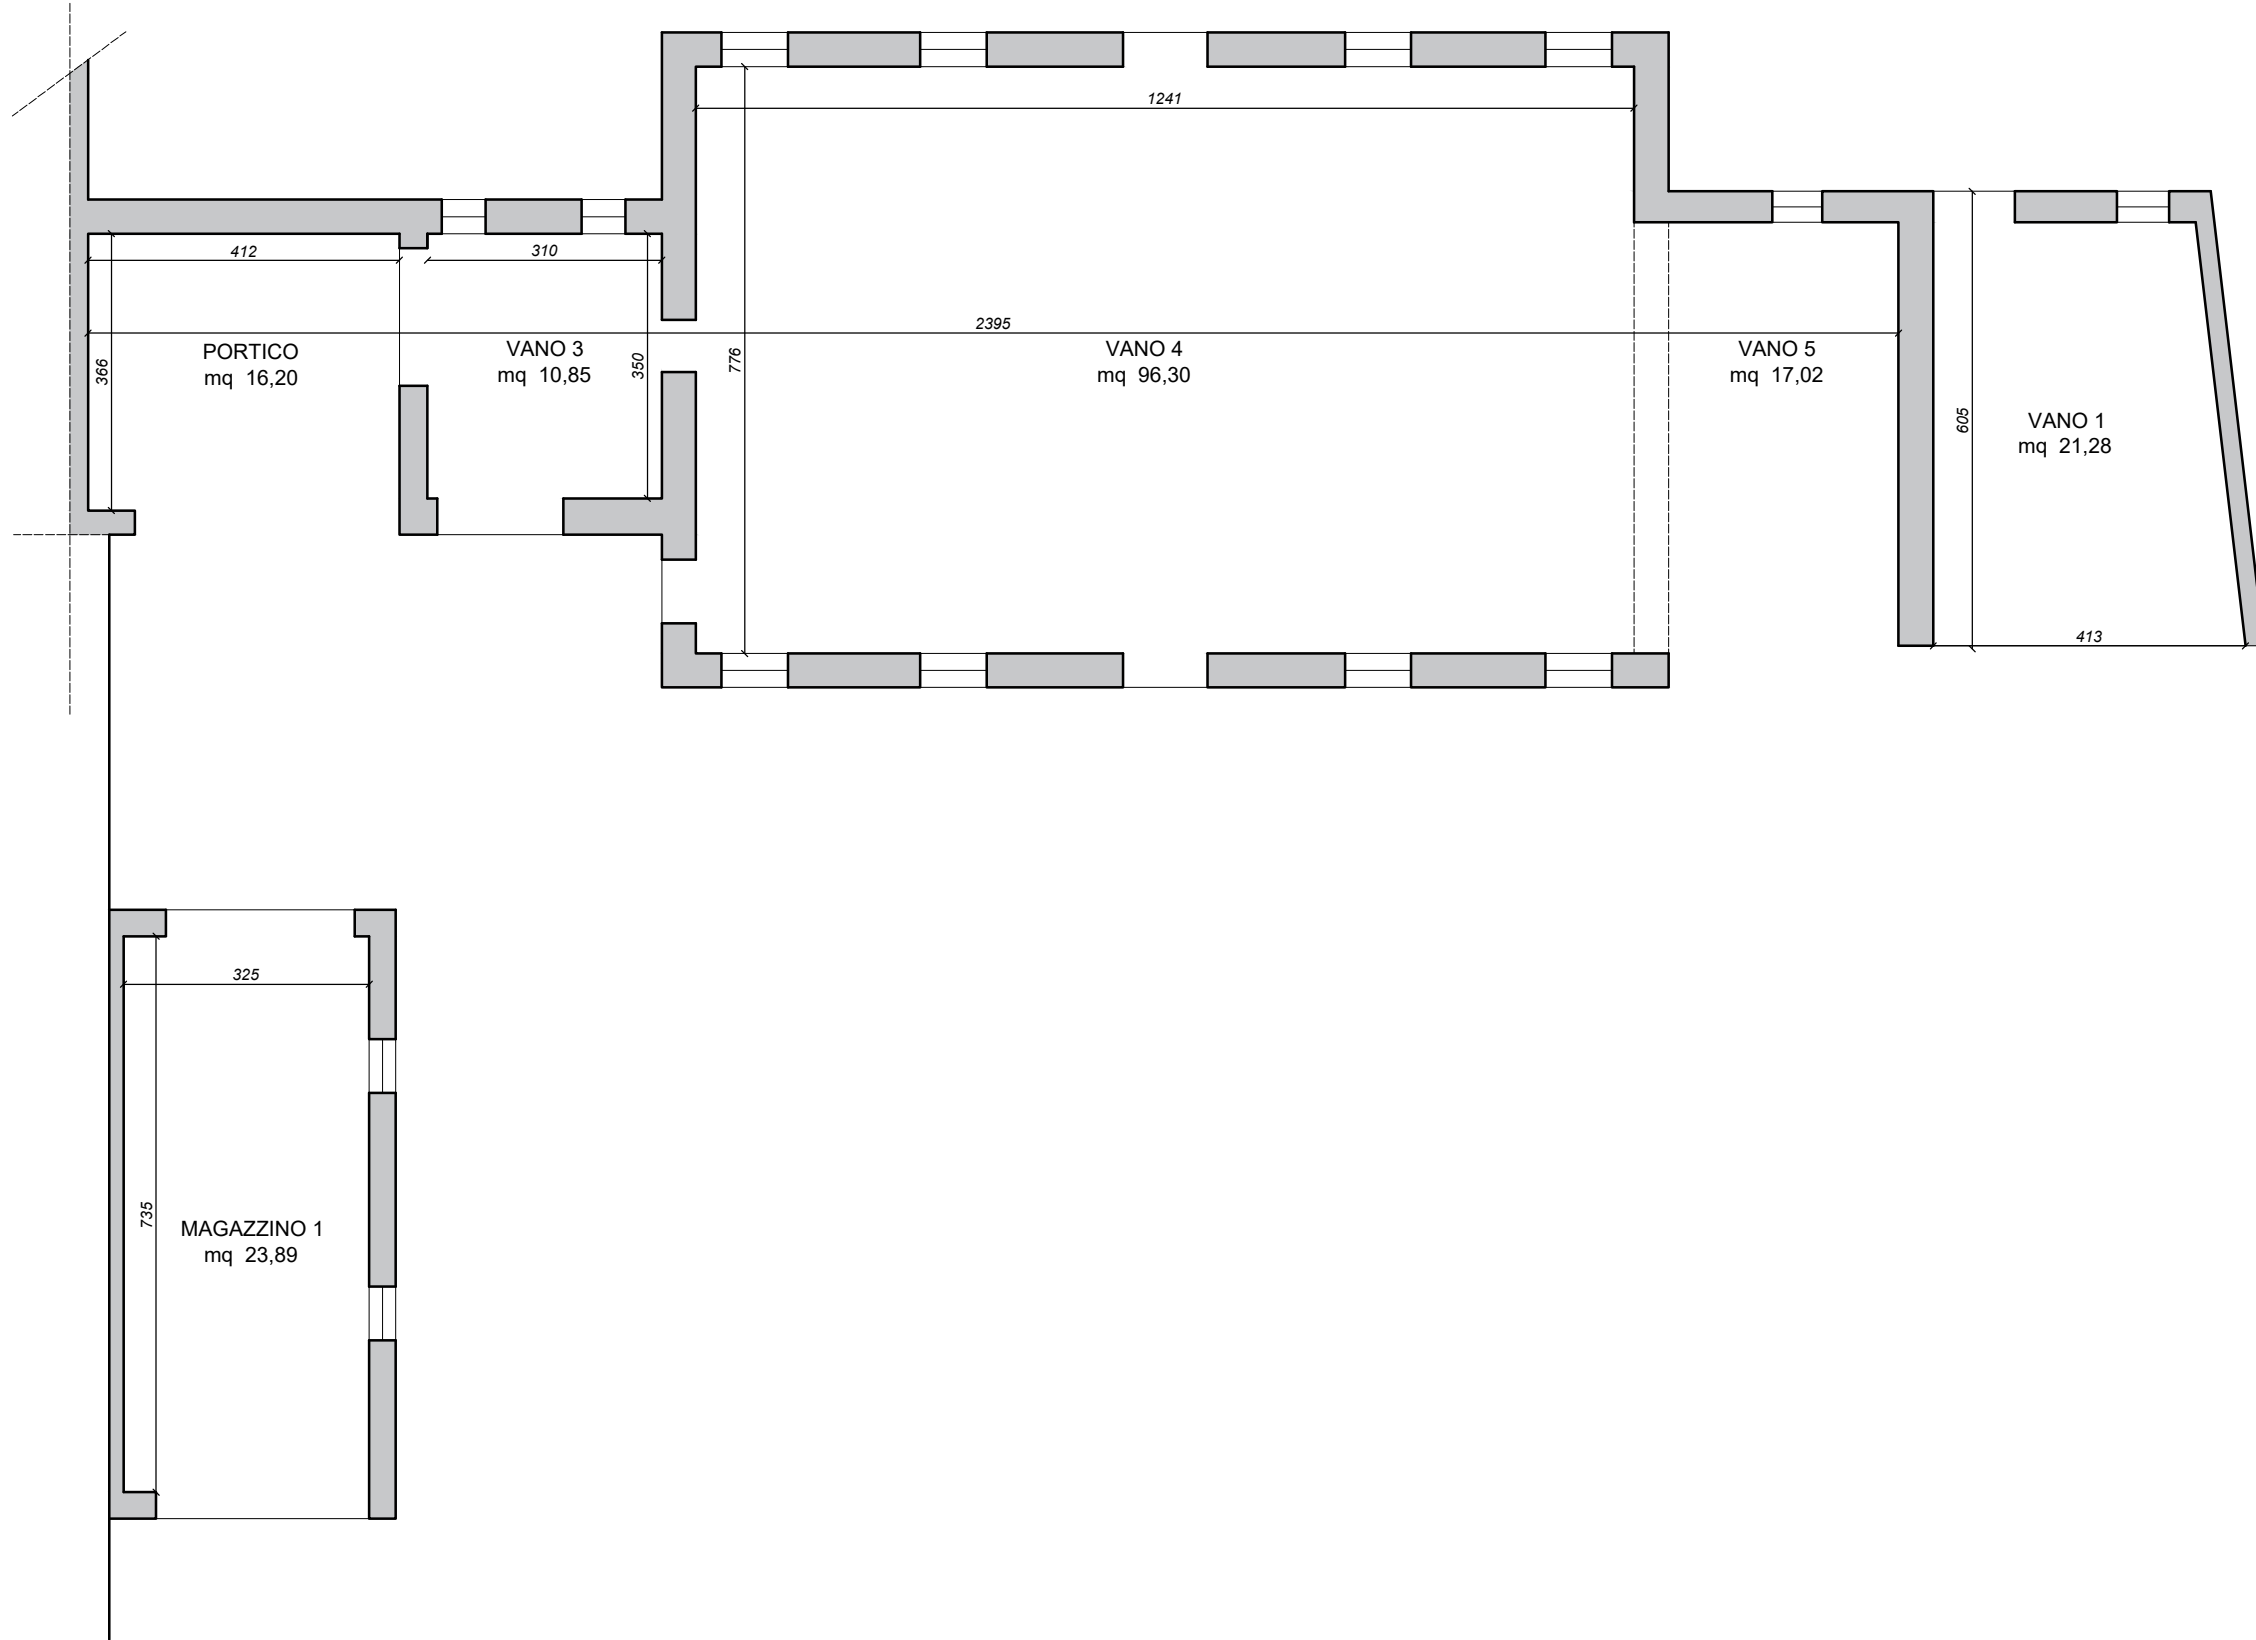 1241
412
310
2395
366
PORTICO
mq 16,20
VANO 3
mq 10,85
350
776
VANO 4
mq 96,30
VANO 5
mq 17,02
605
VANO 1
mq 21,28
413
325
735
MAGAZZINO 1
mq 23,89